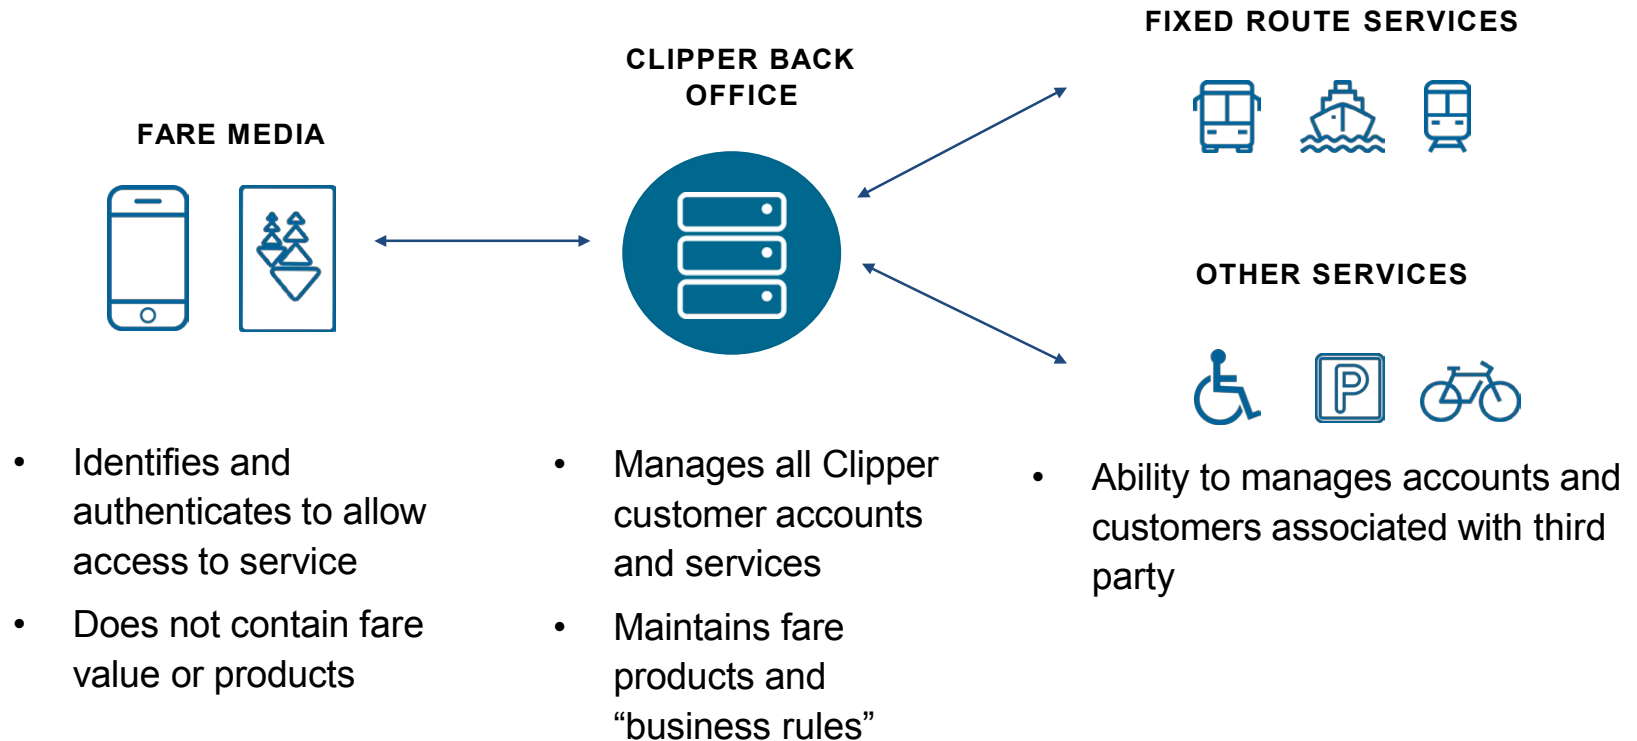 FARE MEDIA
• Identifies and
authenticates to allow
access to service
• Does not contain fare
value or products
CLIPPER BACK
OFFICE
• Manages all Clipper
customer accounts
and services
• Maintains fare
products and
“business rules”
FIXED ROUTE SERVICES
OTHER SERVICES
P
• Ability to manages accounts and
customers associated with third
party